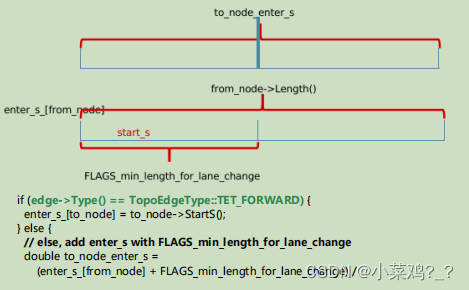 to_node_enter_s
from_node->Length()
enter_s_[from_node]
start_s
FLAGS_min_length_for_lane_change
if (edge->Type() == TopoEdgeType::TET_FORWARD) {
enter_s_[to_node] = to_node->StartS();
} else {
// else, add enter_s with FLAGS_min_length_for_lane_change
double to_node_enter_s =
(enter_s_[from_node] + FLAGS_min_length_for_lane_change) /
CSDN @小菜鸡?_?